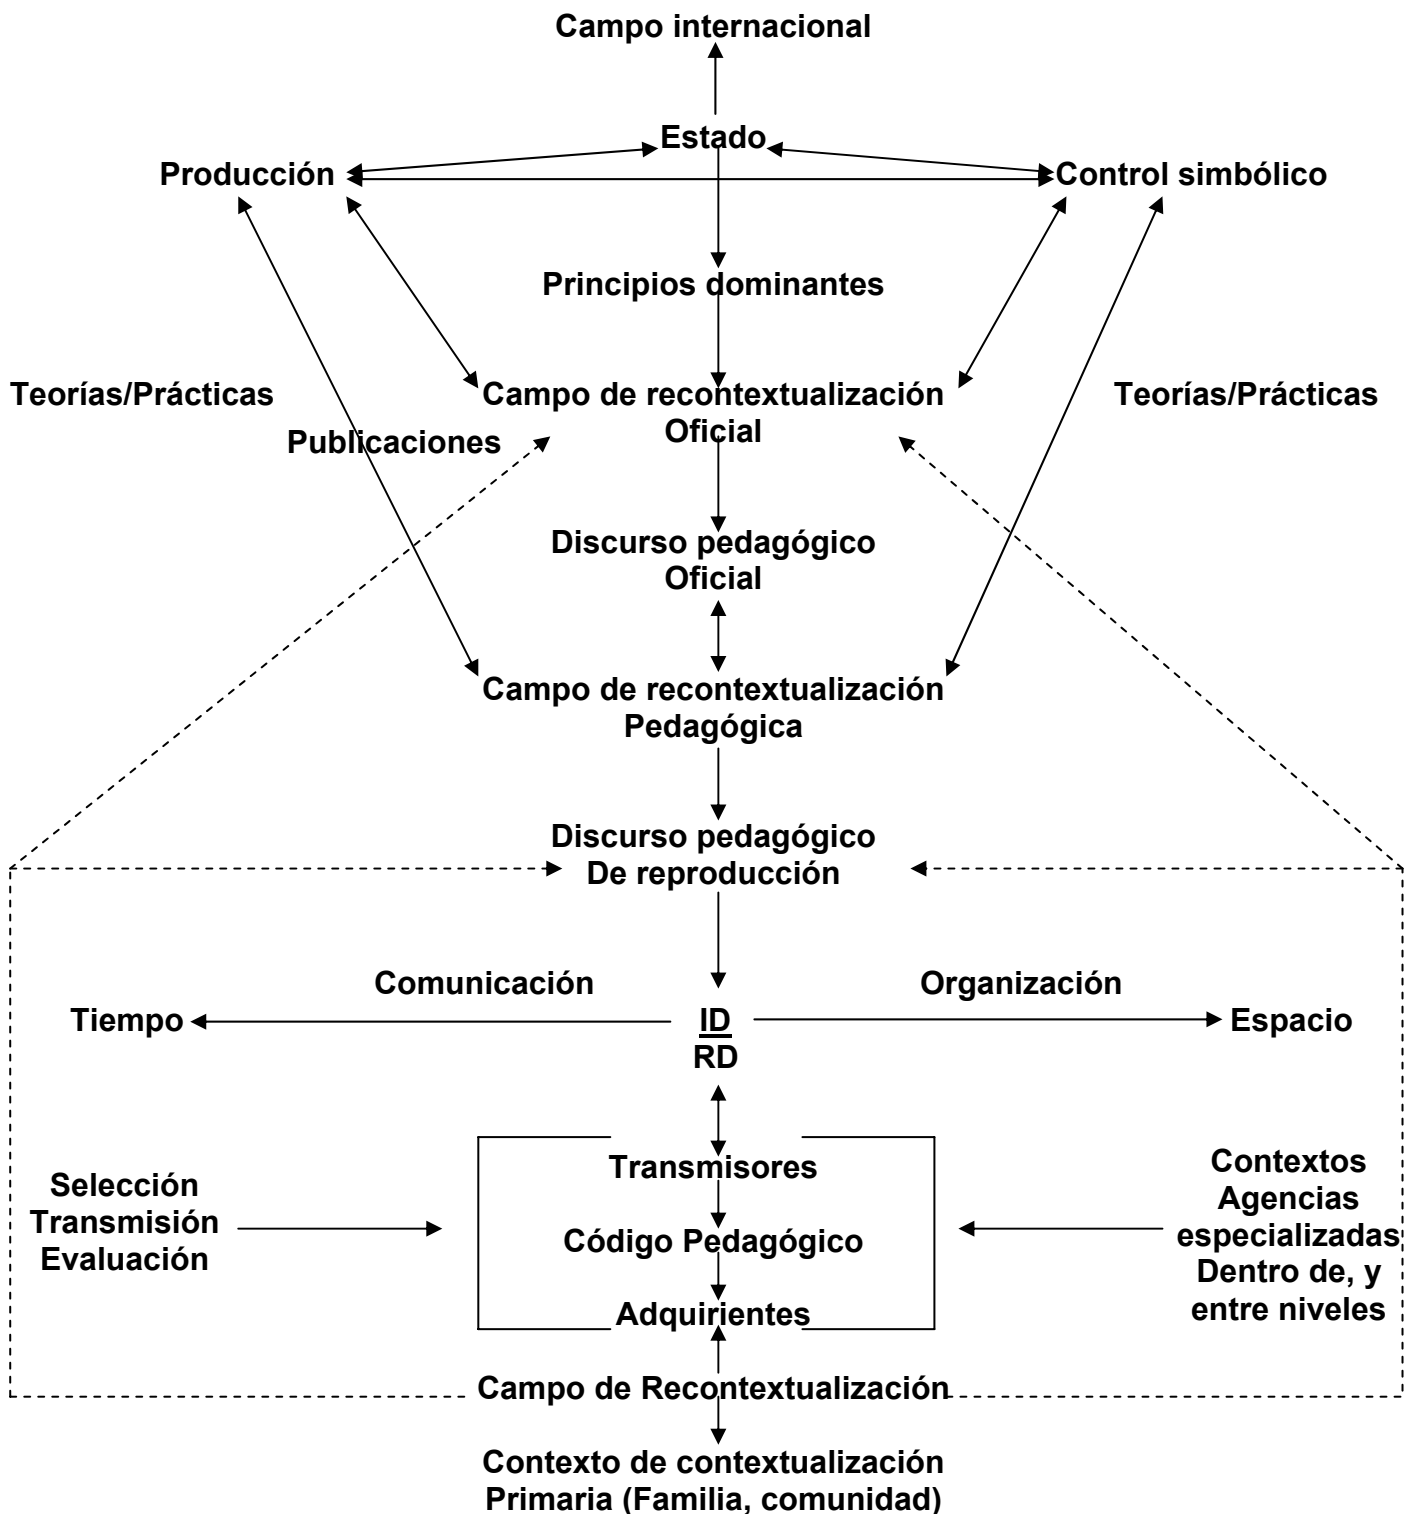 Campo internacional
Estado
Producción
Control simbólico
Principios dominantes
Teorías/Prácticas
Campo de recontextualización
Oficial
Teorías/Prácticas
Publicaciones
Discurso pedagógico
Oficial
Campo de recontextualización
Pedagógica
Discurso pedagógico
De reproducción
Comunicación
Organización
Tiempo
ID
RD
Espacio
Selección
Transmisión
Evaluación
Transmisores
Código Pedagógico
Adquirientes
Contextos
Agencias
especializadas
Dentro de, y
entre niveles
Campo de Recontextualización
Contexto de contextualización
Primaria (Familia, comunidad)